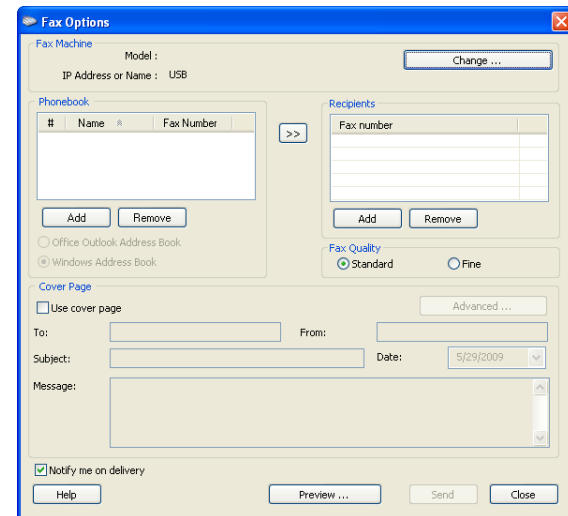 Fax Options
Fax Machine
Model :
Change ...
IP Address or Name : USB
Phonebook
Recipients
# Name Fax Number
Fax number
>>
Add Remove
Add Remove
Office Outlook Address Book
Windows Address Book
Fax Quality
Standard Fine
Cover Page
Use cover page
Advanced ...
To: From:
Subject: Date: 5/29/2009
Message:
Notify me on delivery
Help Preview ... Send Close